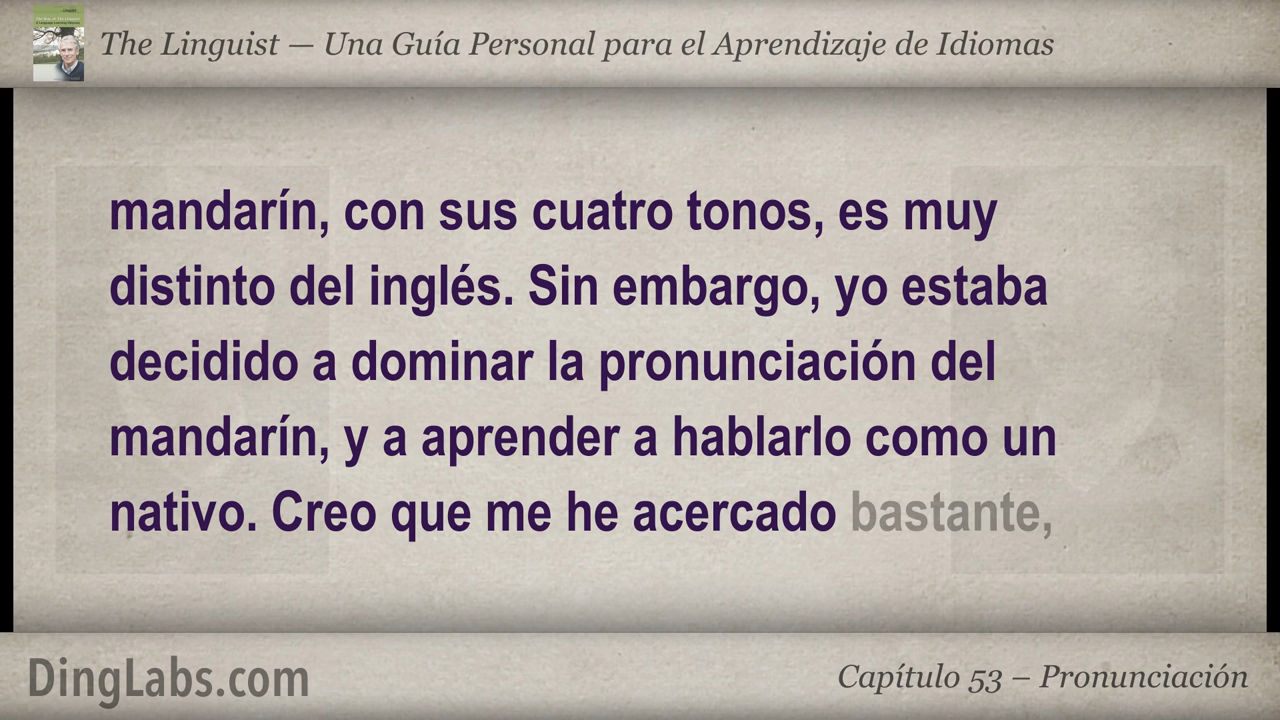 The Linguist — Una Guía Personal para el Aprendizaje de Idiomas
mandarín, con sus cuatro tonos, es muy
distinto del inglés. Sin embargo, yo estaba
decidido a dominar la pronunciación del
mandarín, y a aprender a hablarlo como un
nativo. Creo que me he acercado bastante,
DingLabs.com
Capítulo 53 – Pronunciación